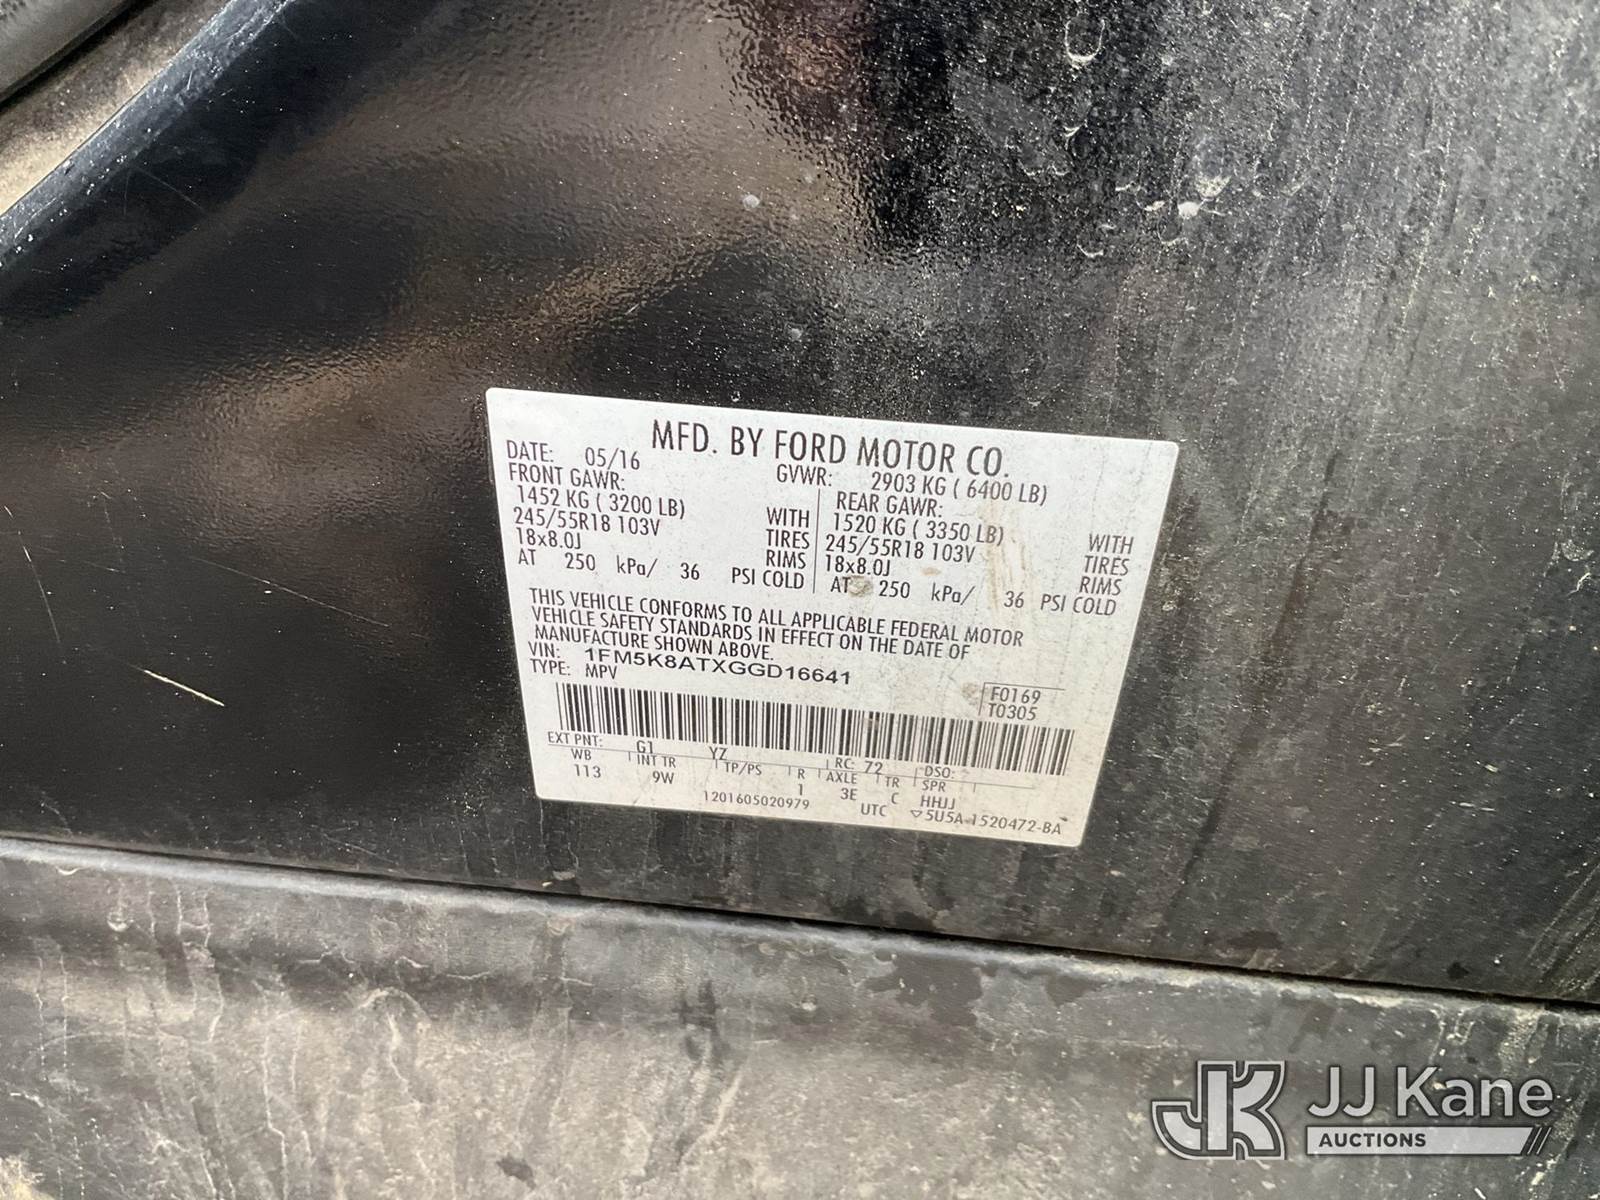 MFD. BY FORD MOTOR CO.
DATE: 05/16 GVWR: 2903 KG ( 6400 LB)
FRONT GAWR: REAR GAWR:
1452 KG ( 3200 LB) WITH 1520 KG ( 3350 LB) WITH
245/55R18 103V TIRES 245/55R18 103V TIRES
18x8.0J RIMS 18x8.0J RIMS
AT 250 kPa/ 36 PSI COLD AT 250 kPa/ 36 PSI COLD
THIS VEHICLE CONFORMS TO ALL APPLICABLE FEDERAL MOTOR
VEHICLE SAFETY STANDARDS IN EFFECT ON THE DATE OF
MANUFACTURE SHOWN ABOVE.
VIN: 1FM5K8ATXGGD16641
TYPE: MPV
F0169
T0305
EXT PNT: G1 YZ RC: 72 DSO:
WB INT TR TP/PS R AXLE TR SPR
113 9W 1 3E C HHJJ
1201605020979 UTC ▽5U5A-1520472-BA
JK JJ Kane
AUCTIONS